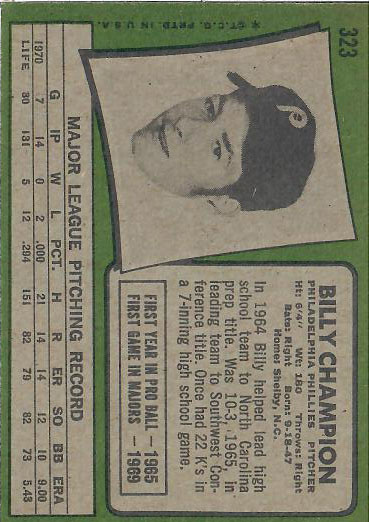 323
BILLY CHAMPION
PHILADELPHIA PHILLIES PITCHER
Ht: 6'4" Wt: 180 Throws: Right
Bats: Right Born: 9-18-47
Home: Shelby, N.C.
In 1964 Billy helped lead high
school team to North Carolina
prep title. Was 10-3, 1965, in
leading team to Southwest Con-
ference title. Once had 22 K's in
a 7-inning high school game.
FIRST YEAR IN PRO BALL — 1965
FIRST GAME IN MAJORS — 1969
P
MAJOR LEAGUE PITCHING RECORD
G IP W L PCT. H R ER SO BB ERA
1970 7 14 0 2 .000 21 14 14 12 10 9.00
LIFE 30 131 5 12 .294 151 82 79 82 73 5.43
* ©T.C.G. PRTD. IN U.S.A.